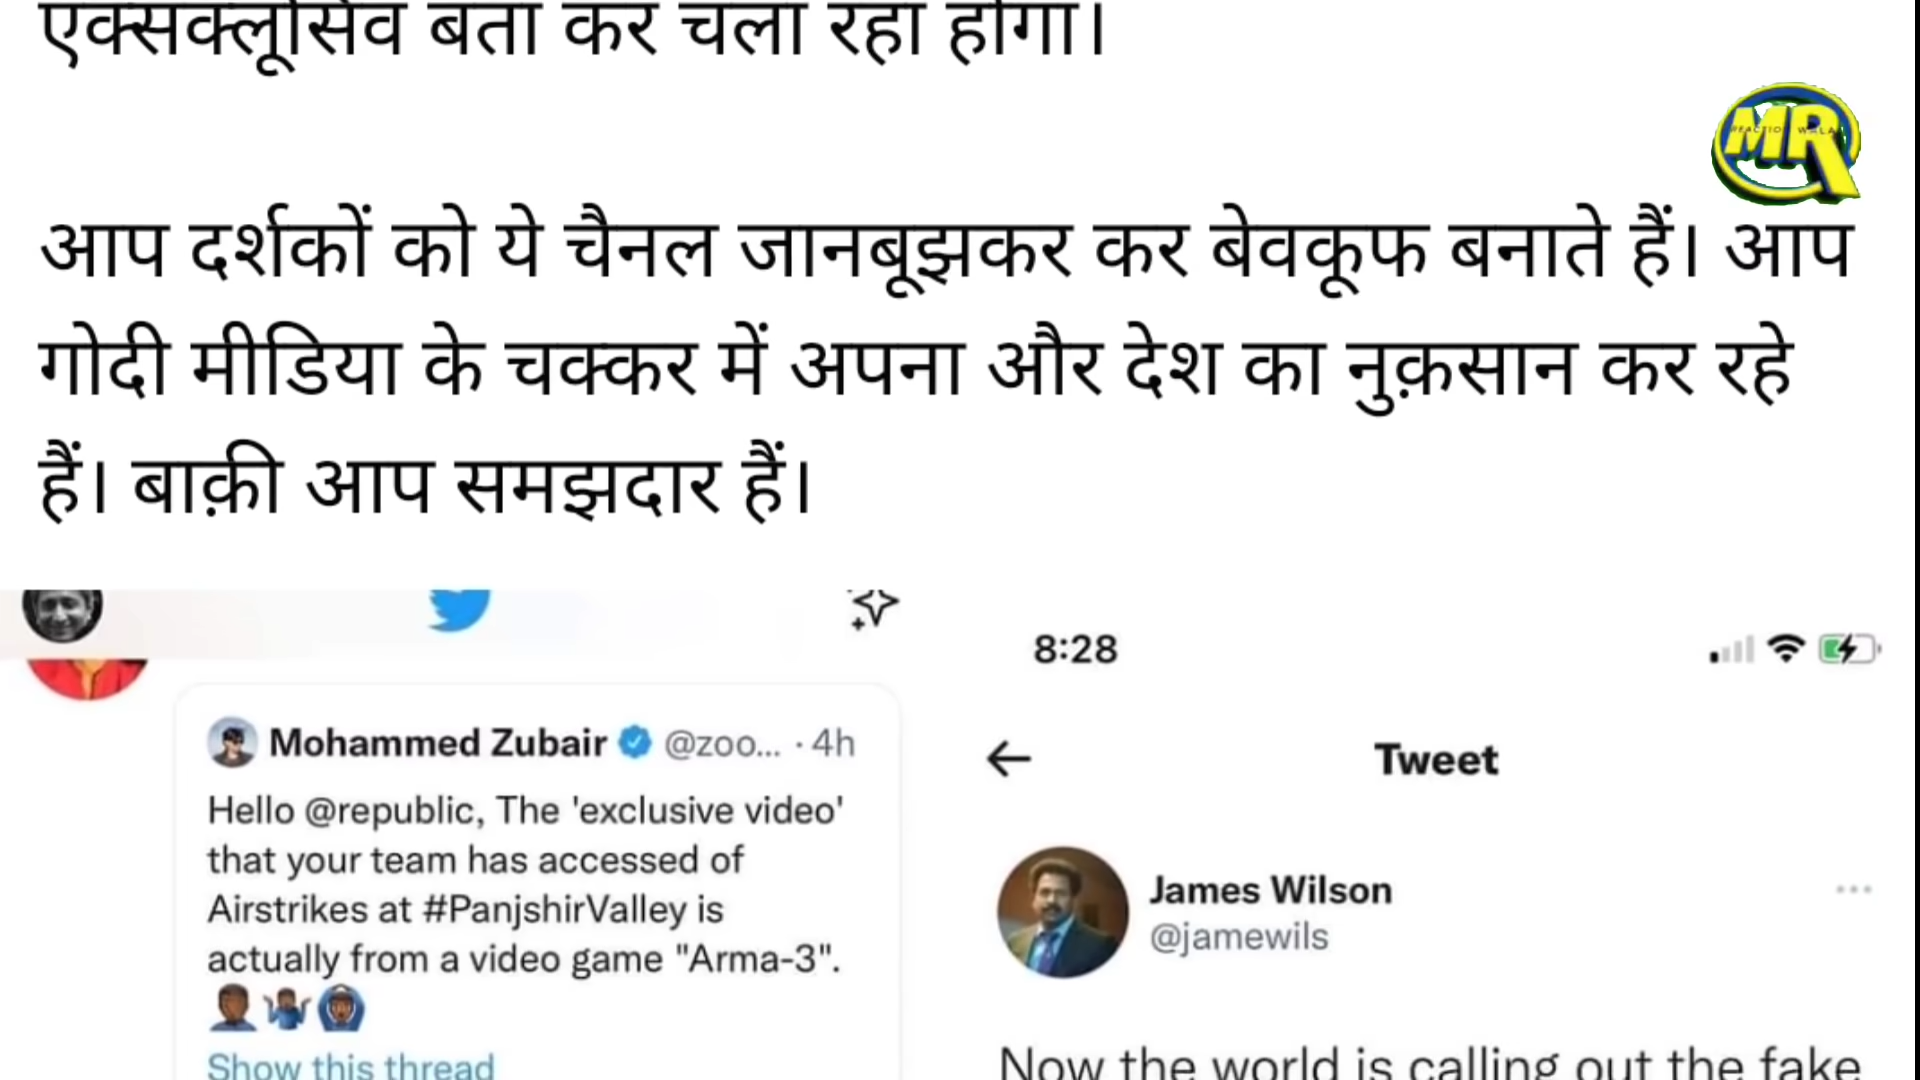 एक्सक्लूसिव बता कर चला रहा होगा।
MR
REACTION WALA
आप दर्शकों को ये चैनल जानबूझकर कर बेवकूफ बनाते हैं। आप
गोदी मीडिया के चक्कर में अपना और देश का नुक़सान कर रहे
हैं। बाक़ी आप समझदार हैं।
Mohammed Zubair @zoo... · 4h
Hello @republic, The 'exclusive video'
that your team has accessed of
Airstrikes at #PanjshirValley is
actually from a video game "Arma-3".
Show this thread
8:28
Tweet
James Wilson
@jamewils
Now the world is calling out the fake